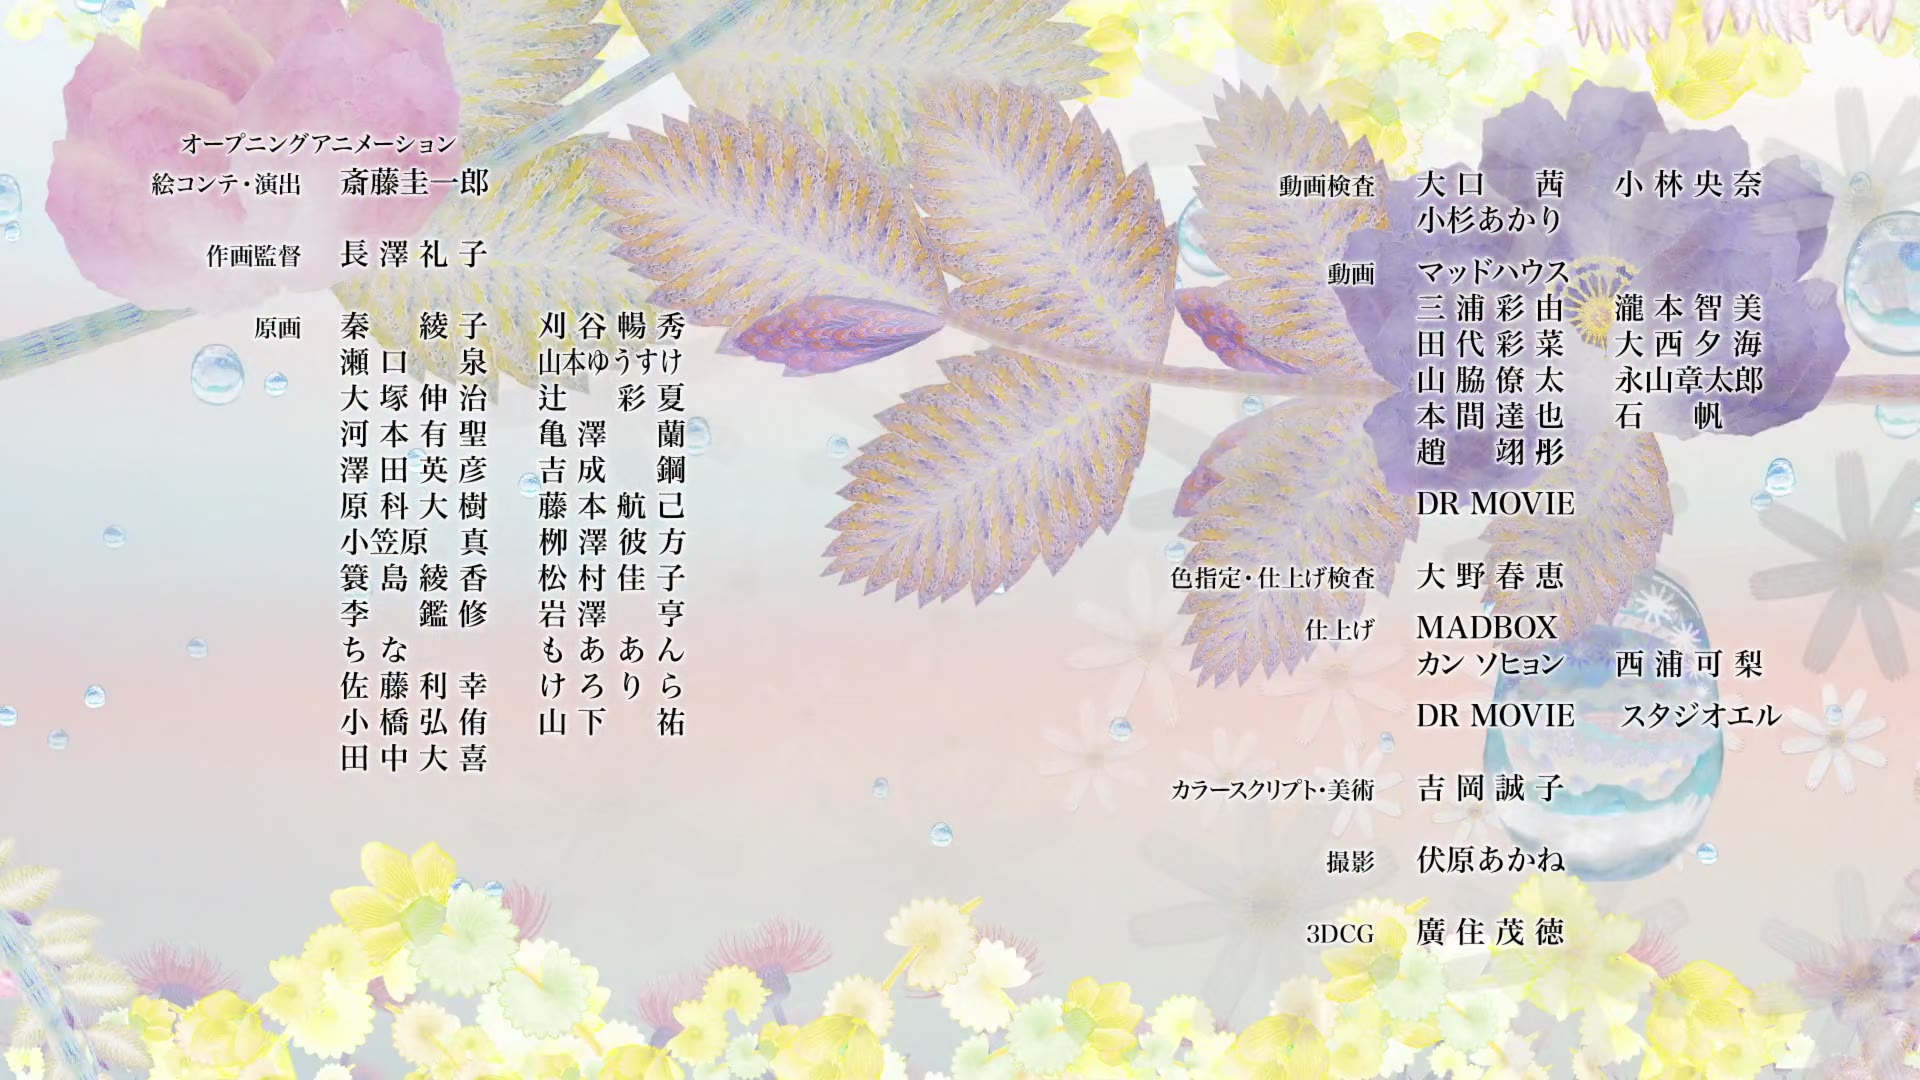 オープニングアニメーション
絵コンテ・演出 斎藤圭一郎
作画監督 長澤礼子
原画 秦 綾子 刈谷暢秀
瀬口 泉 山本ゆうすけ
大塚伸治 辻 彩夏
河本有聖 亀澤 蘭
澤田英彦 吉成 鋼
原科大樹 藤本航己
小笠原 真 柳澤彼方
簑島綾香 松村佳子
李 鑑修 岩澤 亨
ちな もああん
佐藤利幸 けろりら
小橋弘侑 山下 祐
田中大喜
動画検査 大口 茜 小林央奈
小杉あかり
動画 マッドハウス
三浦彩由 瀧本智美
田代彩菜 大西夕海
山脇僚太 永山章太郎
本間達也 石 帆
趙 翊彤
DR MOVIE
色指定・仕上げ検査 大野春恵
仕上げ MADBOX
カン ソヒョン 西浦可梨
DR MOVIE スタジオエル
カラースクリプト・美術 吉岡誠子
撮影 伏原あかね
3DCG 廣住茂徳